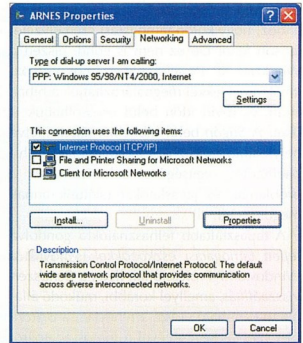 ARNES Properties
General Options Security Networking Advanced
Type of dial-up server I am calling:
PPP: Windows 95/98/NT4/2000, Internet
Settings
This connection uses the following items:
Internet Protocol (TCP/IP)
File and Printer Sharing for Microsoft Networks
Client for Microsoft Networks
Install... Uninstall Properties
Description
Transmission Control Protocol/Internet Protocol. The default
wide area network protocol that provides communication
across diverse interconnected networks.
OK Cancel